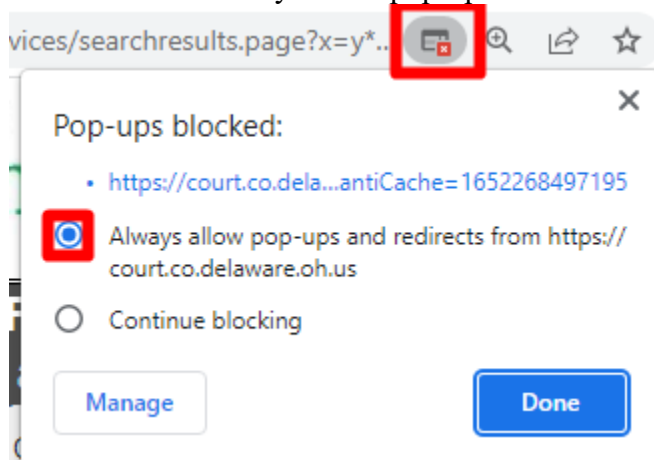 vices/searchresults.page?x=y*..
Pop-ups blocked:
• https://court.co.dela...antiCache=1652268497195
Always allow pop-ups and redirects from https://
court.co.delaware.oh.us
Continue blocking
Manage
Done